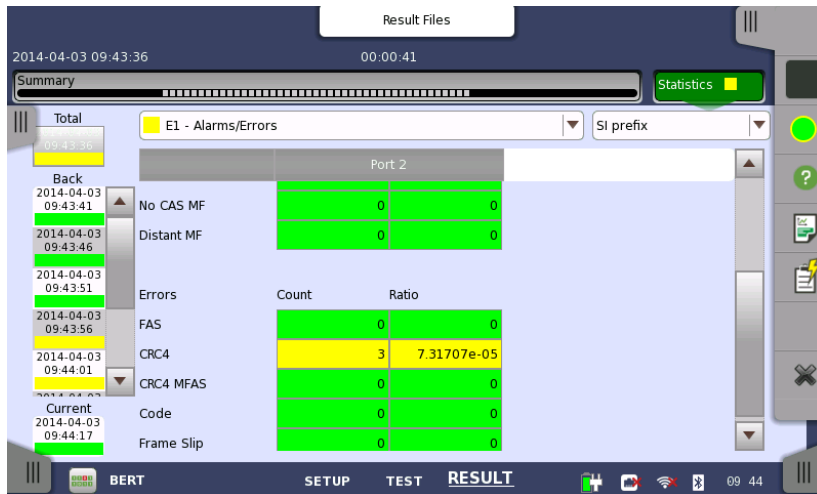 Result Files
2014-04-03 09:43:36 00:00:41
Summary
Statistics
Total
09:43:36
E1 - Alarms/Errors
SI prefix
Port 2
Back
2014-04-03
09:43:41
2014-04-03
09:43:46
2014-04-03
09:43:51
2014-04-03
09:43:56
2014-04-03
09:44:01
Current
2014-04-03
09:44:17
No CAS MF 0 0
Distant MF 0 0
Errors Count Ratio
FAS 0 0
CRC4 3 7.31707e-05
CRC4 MFAS 0 0
Code 0 0
Frame Slip 0 0
?
BERT SETUP TEST RESULT 09 44